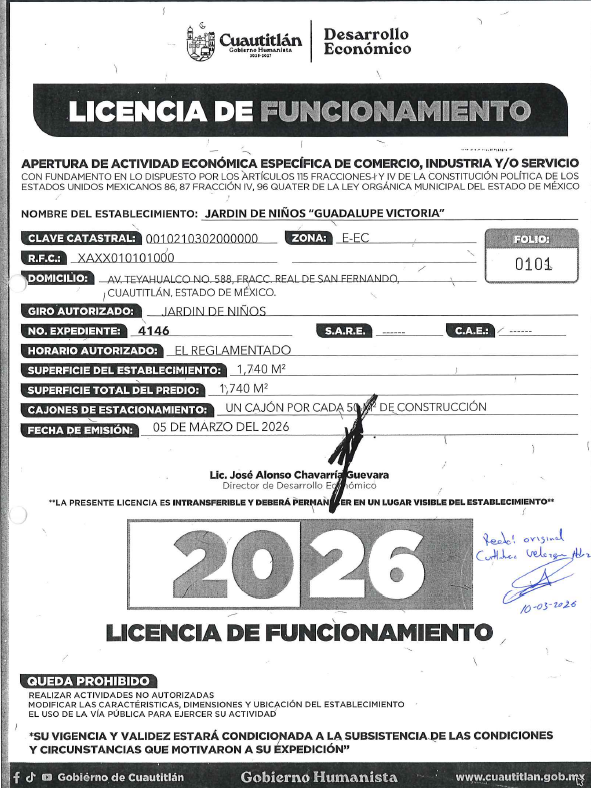 Cuautitlán
Gobierno Humanista
2025-2027
Desarrollo
Económico
LICENCIA DE FUNCIONAMIENTO
APERTURA DE ACTIVIDAD ECONÓMICA ESPECÍFICA DE COMERCIO, INDUSTRIA Y/O SERVICIO
CON FUNDAMENTO EN LO DISPUESTO POR LOS ARTÍCULOS 115 FRACCIONES I Y IV DE LA CONSTITUCIÓN POLÍTICA DE LOS
ESTADOS UNIDOS MEXICANOS 86, 87 FRACCIÓN IV, 96 QUATER DE LA LEY ORGÁNICA MUNICIPAL DEL ESTADO DE MÉXICO
NOMBRE DEL ESTABLECIMIENTO: JARDIN DE NIÑOS "GUADALUPE VICTORIA"
CLAVE CATASTRAL: 0010210302000000 ZONA: E-EC
FOLIO:
0101
R.F.C.: XAXX010101000
DOMICILIO: AV. TEYAHUALCO NO. 588, FRACC. REAL DE SAN FERNANDO,
CUAUTITLÁN, ESTADO DE MÉXICO.
GIRO AUTORIZADO: JARDIN DE NIÑOS
NO. EXPEDIENTE: 4146 S.A.R.E. ------ C.A.E.: ------
HORARIO AUTORIZADO: EL REGLAMENTADO
SUPERFICIE DEL ESTABLECIMIENTO: 1,740 M²
SUPERFICIE TOTAL DEL PREDIO: 1,740 M²
CAJONES DE ESTACIONAMIENTO: UN CAJÓN POR CADA 50 M² DE CONSTRUCCIÓN
FECHA DE EMISIÓN: 05 DE MARZO DEL 2026
Lic. José Alonso Chavarría Guevara
Director de Desarrollo Económico
**LA PRESENTE LICENCIA ES INTRANSFERIBLE Y DEBERÁ PERMANECER EN UN LUGAR VISIBLE DEL ESTABLECIMIENTO**
2026
Recibí original
10-03-2026
LICENCIA DE FUNCIONAMIENTO
QUEDA PROHIBIDO
REALIZAR ACTIVIDADES NO AUTORIZADAS
MODIFICAR LAS CARACTERÍSTICAS, DIMENSIONES Y UBICACIÓN DEL ESTABLECIMIENTO
EL USO DE LA VÍA PÚBLICA PARA EJERCER SU ACTIVIDAD
"SU VIGENCIA Y VALIDEZ ESTARÁ CONDICIONADA A LA SUBSISTENCIA DE LAS CONDICIONES
Y CIRCUNSTANCIAS QUE MOTIVARON A SU EXPEDICIÓN"
Gobierno de Cuautitlán
Gobierno Humanista
www.cuautitlan.gob.mx